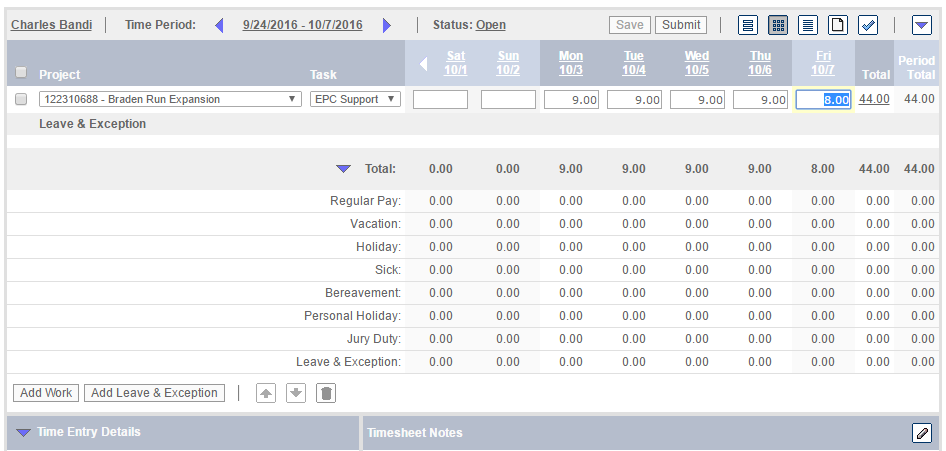 Charles Bandi Time Period: 9/24/2016 - 10/7/2016 Status: Open Save Submit
Sat Sun Mon Tue Wed Thu Fri Period
Project Task 10/1 10/2 10/3 10/4 10/5 10/6 10/7 Total Total
122310688 - Braden Run Expansion EPC Support 9.00 9.00 9.00 9.00 8.00 44.00 44.00
Leave & Exception
Total: 0.00 0.00 9.00 9.00 9.00 9.00 8.00 44.00 44.00
Regular Pay: 0.00 0.00 0.00 0.00 0.00 0.00 0.00 0.00 0.00
Vacation: 0.00 0.00 0.00 0.00 0.00 0.00 0.00 0.00 0.00
Holiday: 0.00 0.00 0.00 0.00 0.00 0.00 0.00 0.00 0.00
Sick: 0.00 0.00 0.00 0.00 0.00 0.00 0.00 0.00 0.00
Bereavement: 0.00 0.00 0.00 0.00 0.00 0.00 0.00 0.00 0.00
Personal Holiday: 0.00 0.00 0.00 0.00 0.00 0.00 0.00 0.00 0.00
Jury Duty: 0.00 0.00 0.00 0.00 0.00 0.00 0.00 0.00 0.00
Leave & Exception: 0.00 0.00 0.00 0.00 0.00 0.00 0.00 0.00 0.00
Add Work Add Leave & Exception
Time Entry Details Timesheet Notes